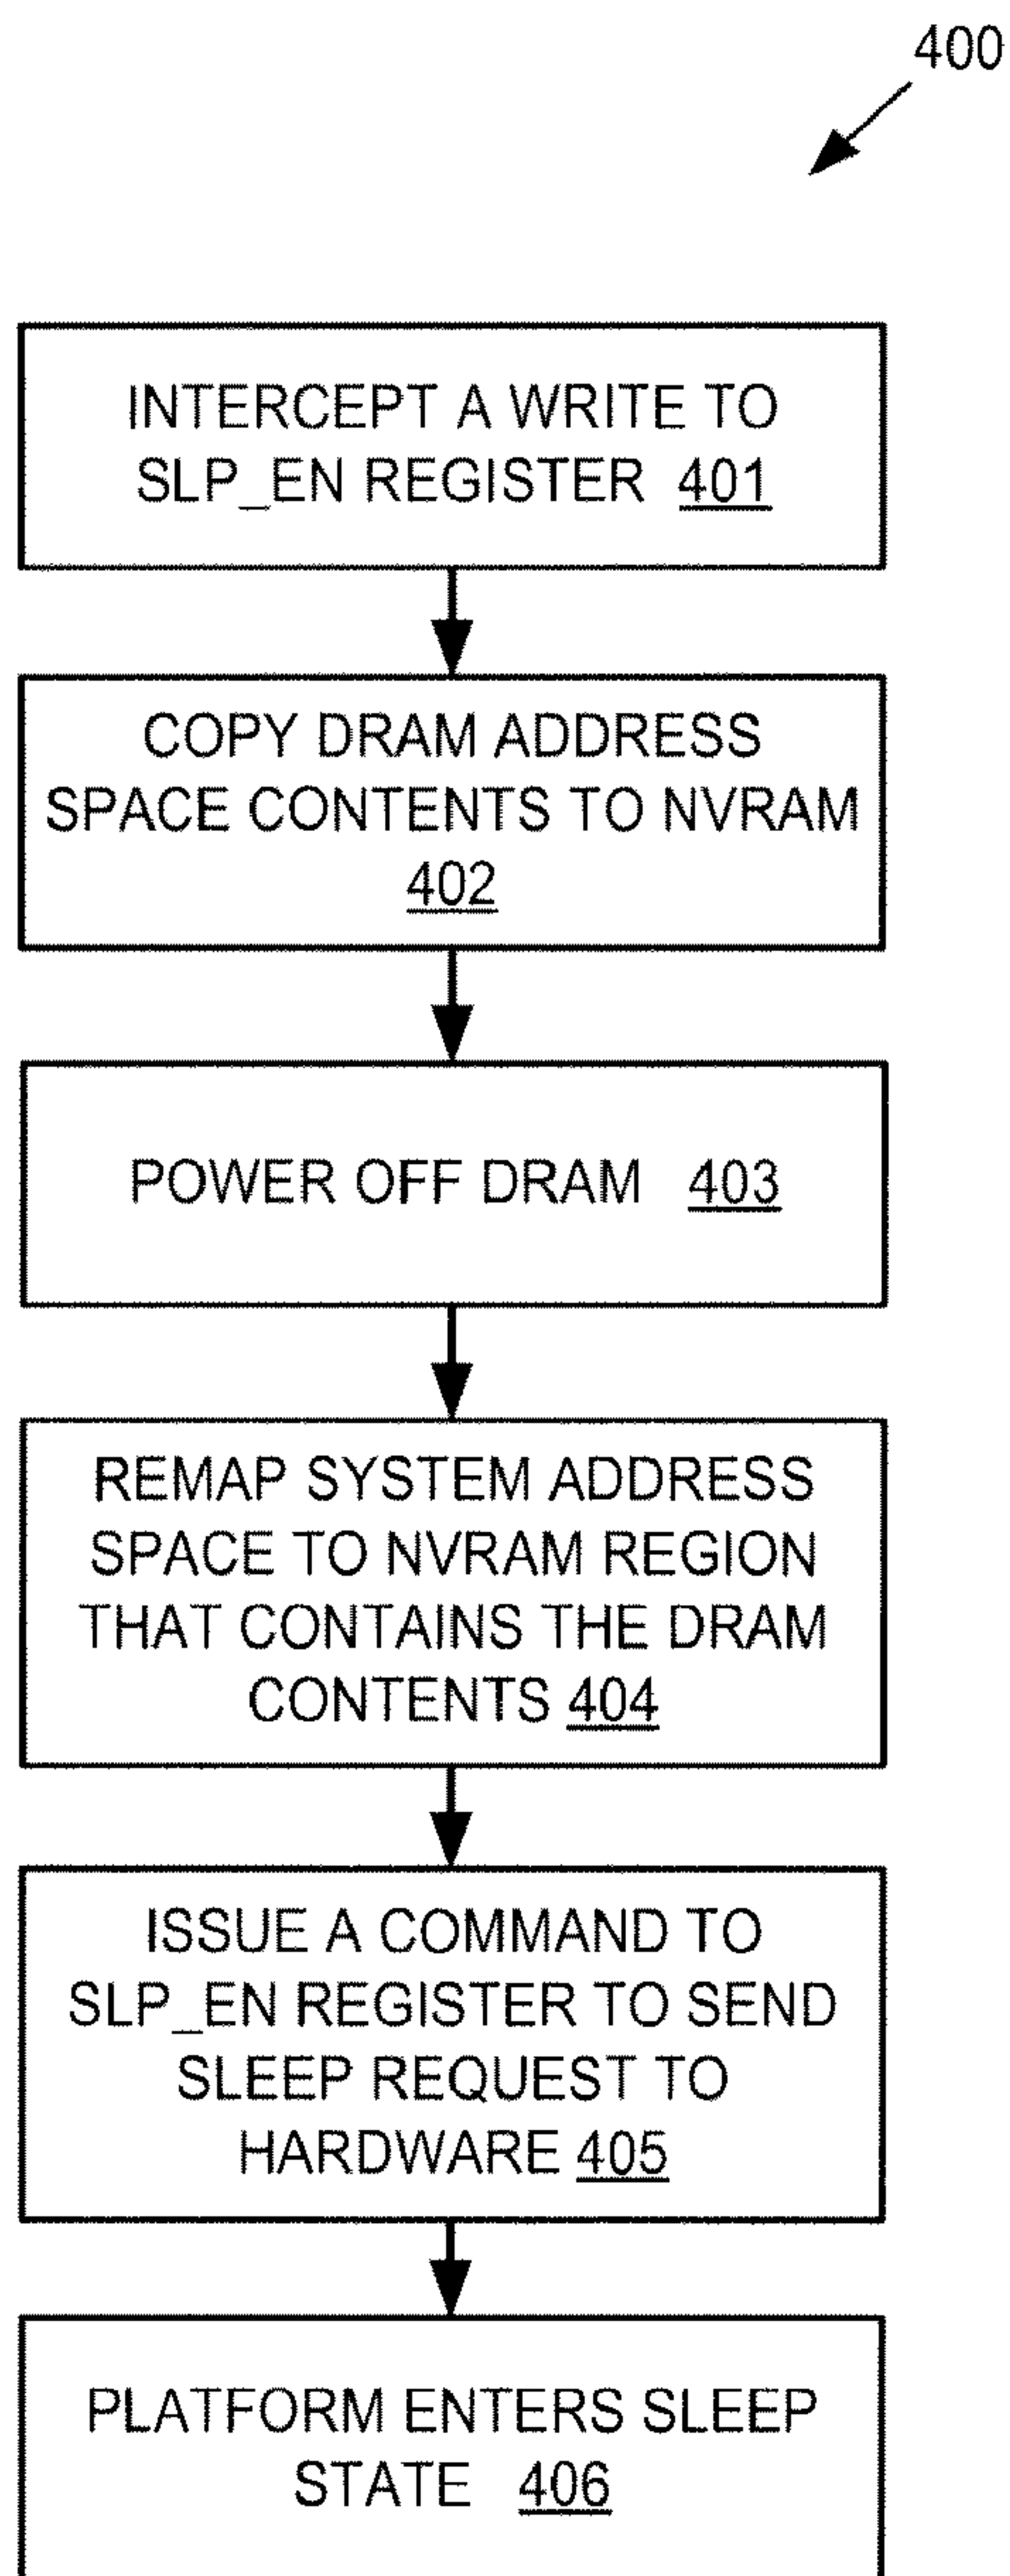 400
INTERCEPT A WRITE TO
SLP_EN REGISTER 401
COPY DRAM ADDRESS
SPACE CONTENTS TO NVRAM
402
POWER OFF DRAM 403
REMAP SYSTEM ADDRESS
SPACE TO NVRAM REGION
THAT CONTAINS THE DRAM
CONTENTS 404
ISSUE A COMMAND TO
SLP_EN REGISTER TO SEND
SLEEP REQUEST TO
HARDWARE 405
PLATFORM ENTERS SLEEP
STATE 406